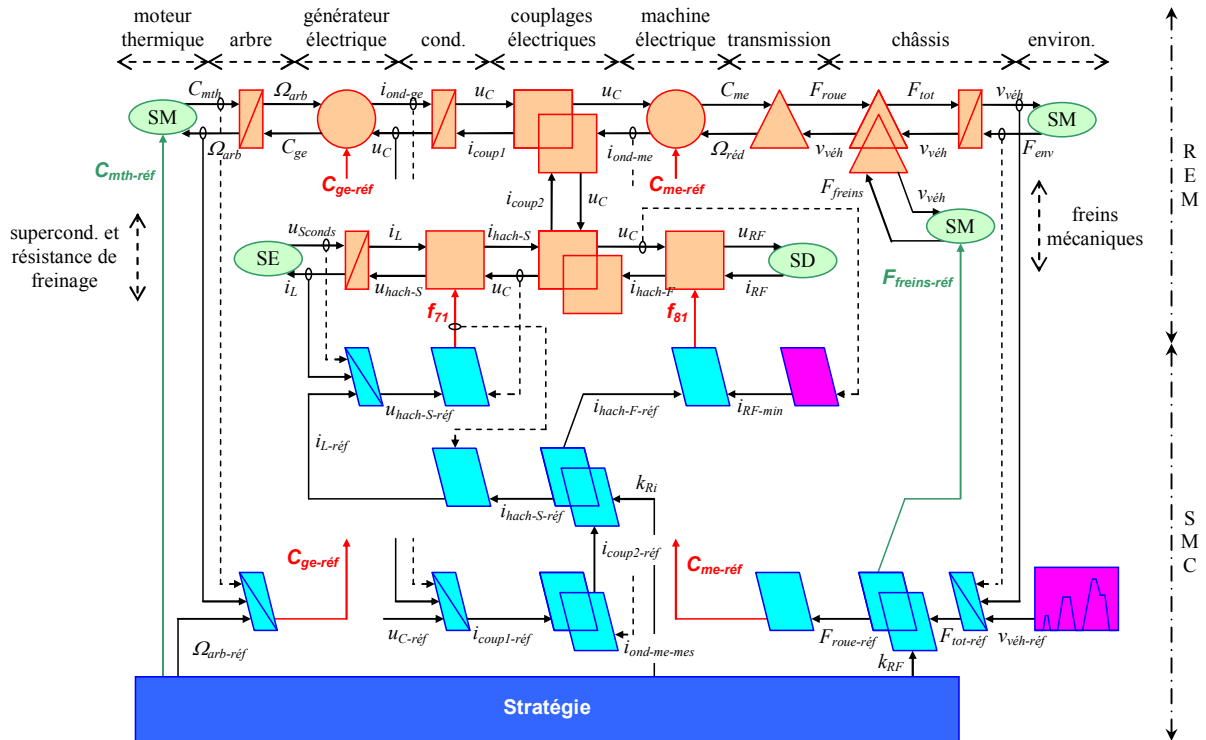 moteur
thermique
arbre
générateur
électrique
cond.
couplages
électriques
machine
électrique
transmission
châssis
environ.
SM
C_mth
Ω_arb
Ω_arb
C_ge
i_ond-ge
u_C
u_C
i_coup1
u_C
i_ond-me
C_me
Ω_réd
F_roue
v_véh
F_tot
v_véh
v_véh
F_env
SM
C_mth-réf
C_ge-réf
C_me-réf
i_coup2
u_C
F_freins
v_véh
SM
freins
mécaniques
supercond. et
résistance de
freinage
SE
u_Sconds
i_L
i_L
u_hach-S
i_hach-S
u_C
u_C
i_hach-F
u_RF
i_RF
SD
F_freins-réf
f_71
f_81
u_hach-S-réf
i_hach-F-réf
i_RF-min
i_L-réf
i_hach-S-réf
k_Ri
i_coup2-réf
C_ge-réf
C_me-réf
Ω_arb-réf
u_C-réf
i_coup1-réf
i_ond-me-mes
F_roue-réf
F_tot-réf
v_véh-réf
k_RF
Stratégie
R
E
M
S
M
C